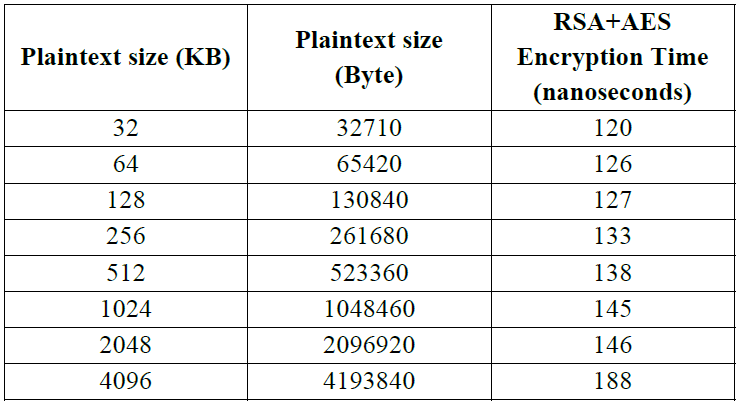 Plaintext size (KB) Plaintext size (Byte) RSA+AES Encryption Time (nanoseconds)
32 32710 120
64 65420 126
128 130840 127
256 261680 133
512 523360 138
1024 1048460 145
2048 2096920 146
4096 4193840 188